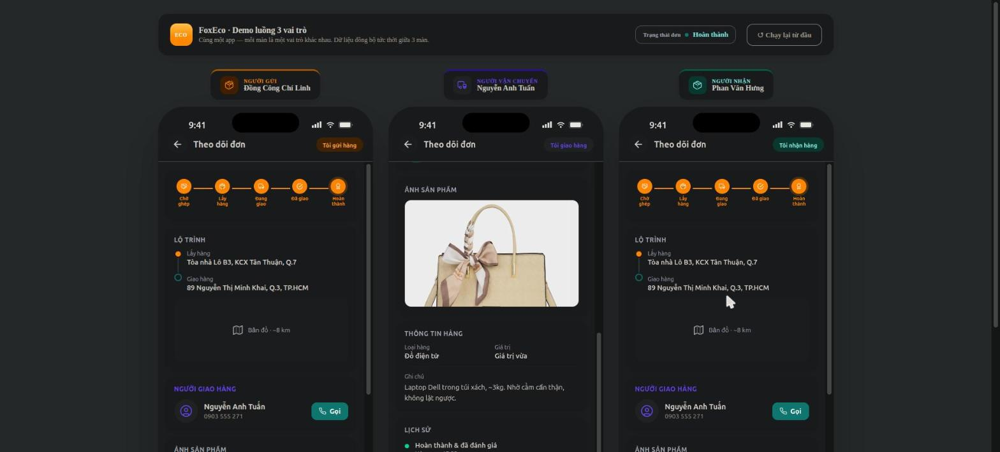 ECO
FoxEco · Demo luồng 3 vai trò
Cùng một app — mỗi màn là một vai trò khác nhau. Dữ liệu đồng bộ tức thời giữa 3 màn.
Trạng thái đơn Hoàn thành
↺ Chạy lại từ đầu
NGƯỜI GỬI
Đồng Công Chí Linh
NGƯỜI VẬN CHUYỂN
Nguyễn Anh Tuấn
NGƯỜI NHẬN
Phan Văn Hưng
9:41
Theo dõi đơn
Tôi gửi hàng
Chờ ghép
Lấy hàng
Đang giao
Đã giao
Hoàn thành
LỘ TRÌNH
Lấy hàng
Tòa nhà Lô B3, KCX Tân Thuận, Q.7
Giao hàng
89 Nguyễn Thị Minh Khai, Q.3, TP.HCM
Bản đồ · ~8 km
NGƯỜI GIAO HÀNG
Nguyễn Anh Tuấn
0903 555 271
Gọi
ẢNH SẢN PHẨM
9:41
Theo dõi đơn
Tôi giao hàng
ẢNH SẢN PHẨM
THÔNG TIN HÀNG
Loại hàng
Đồ điện tử
Giá trị
Giá trị vừa
Ghi chú
Laptop Dell trong túi xách, ~3kg. Nhờ cầm cẩn thận,
không lật ngược.
LỊCH SỬ
Hoàn thành & đã đánh giá
9:41
Theo dõi đơn
Tôi nhận hàng
Chờ ghép
Lấy hàng
Đang giao
Đã giao
Hoàn thành
LỘ TRÌNH
Lấy hàng
Tòa nhà Lô B3, KCX Tân Thuận, Q.7
Giao hàng
89 Nguyễn Thị Minh Khai, Q.3, TP.HCM
Bản đồ · ~8 km
NGƯỜI GIAO HÀNG
Nguyễn Anh Tuấn
0903 555 271
Gọi
ẢNH SẢN PHẨM